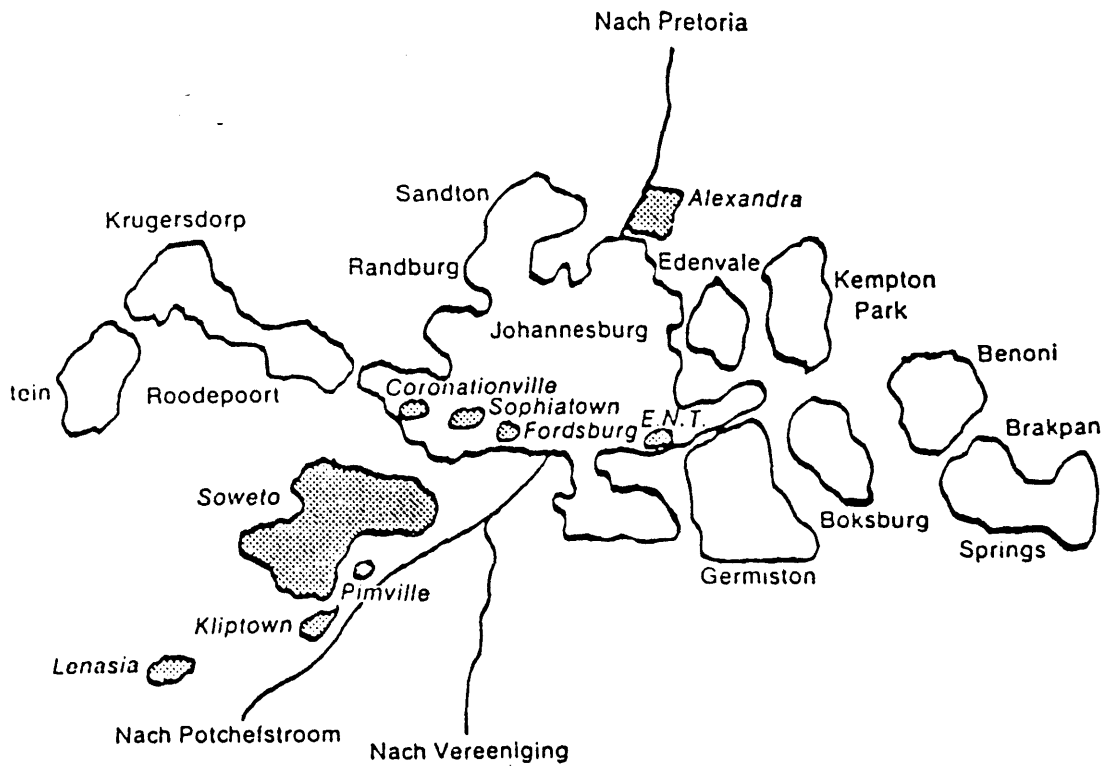 Nach Pretoria
Sandton
Alexandra
Krugersdorp
Randburg
Edenvale
Kempton
Park
Johannesburg
Benoni
tein
Roodepoort
Coronationville
Sophiatown
E.N.T.
Fordsburg
Brakpan
Soweto
Boksburg
Springs
Germiston
Pimville
Kliptown
Lenasia
Nach Potchefstroom
Nach Vereeniging